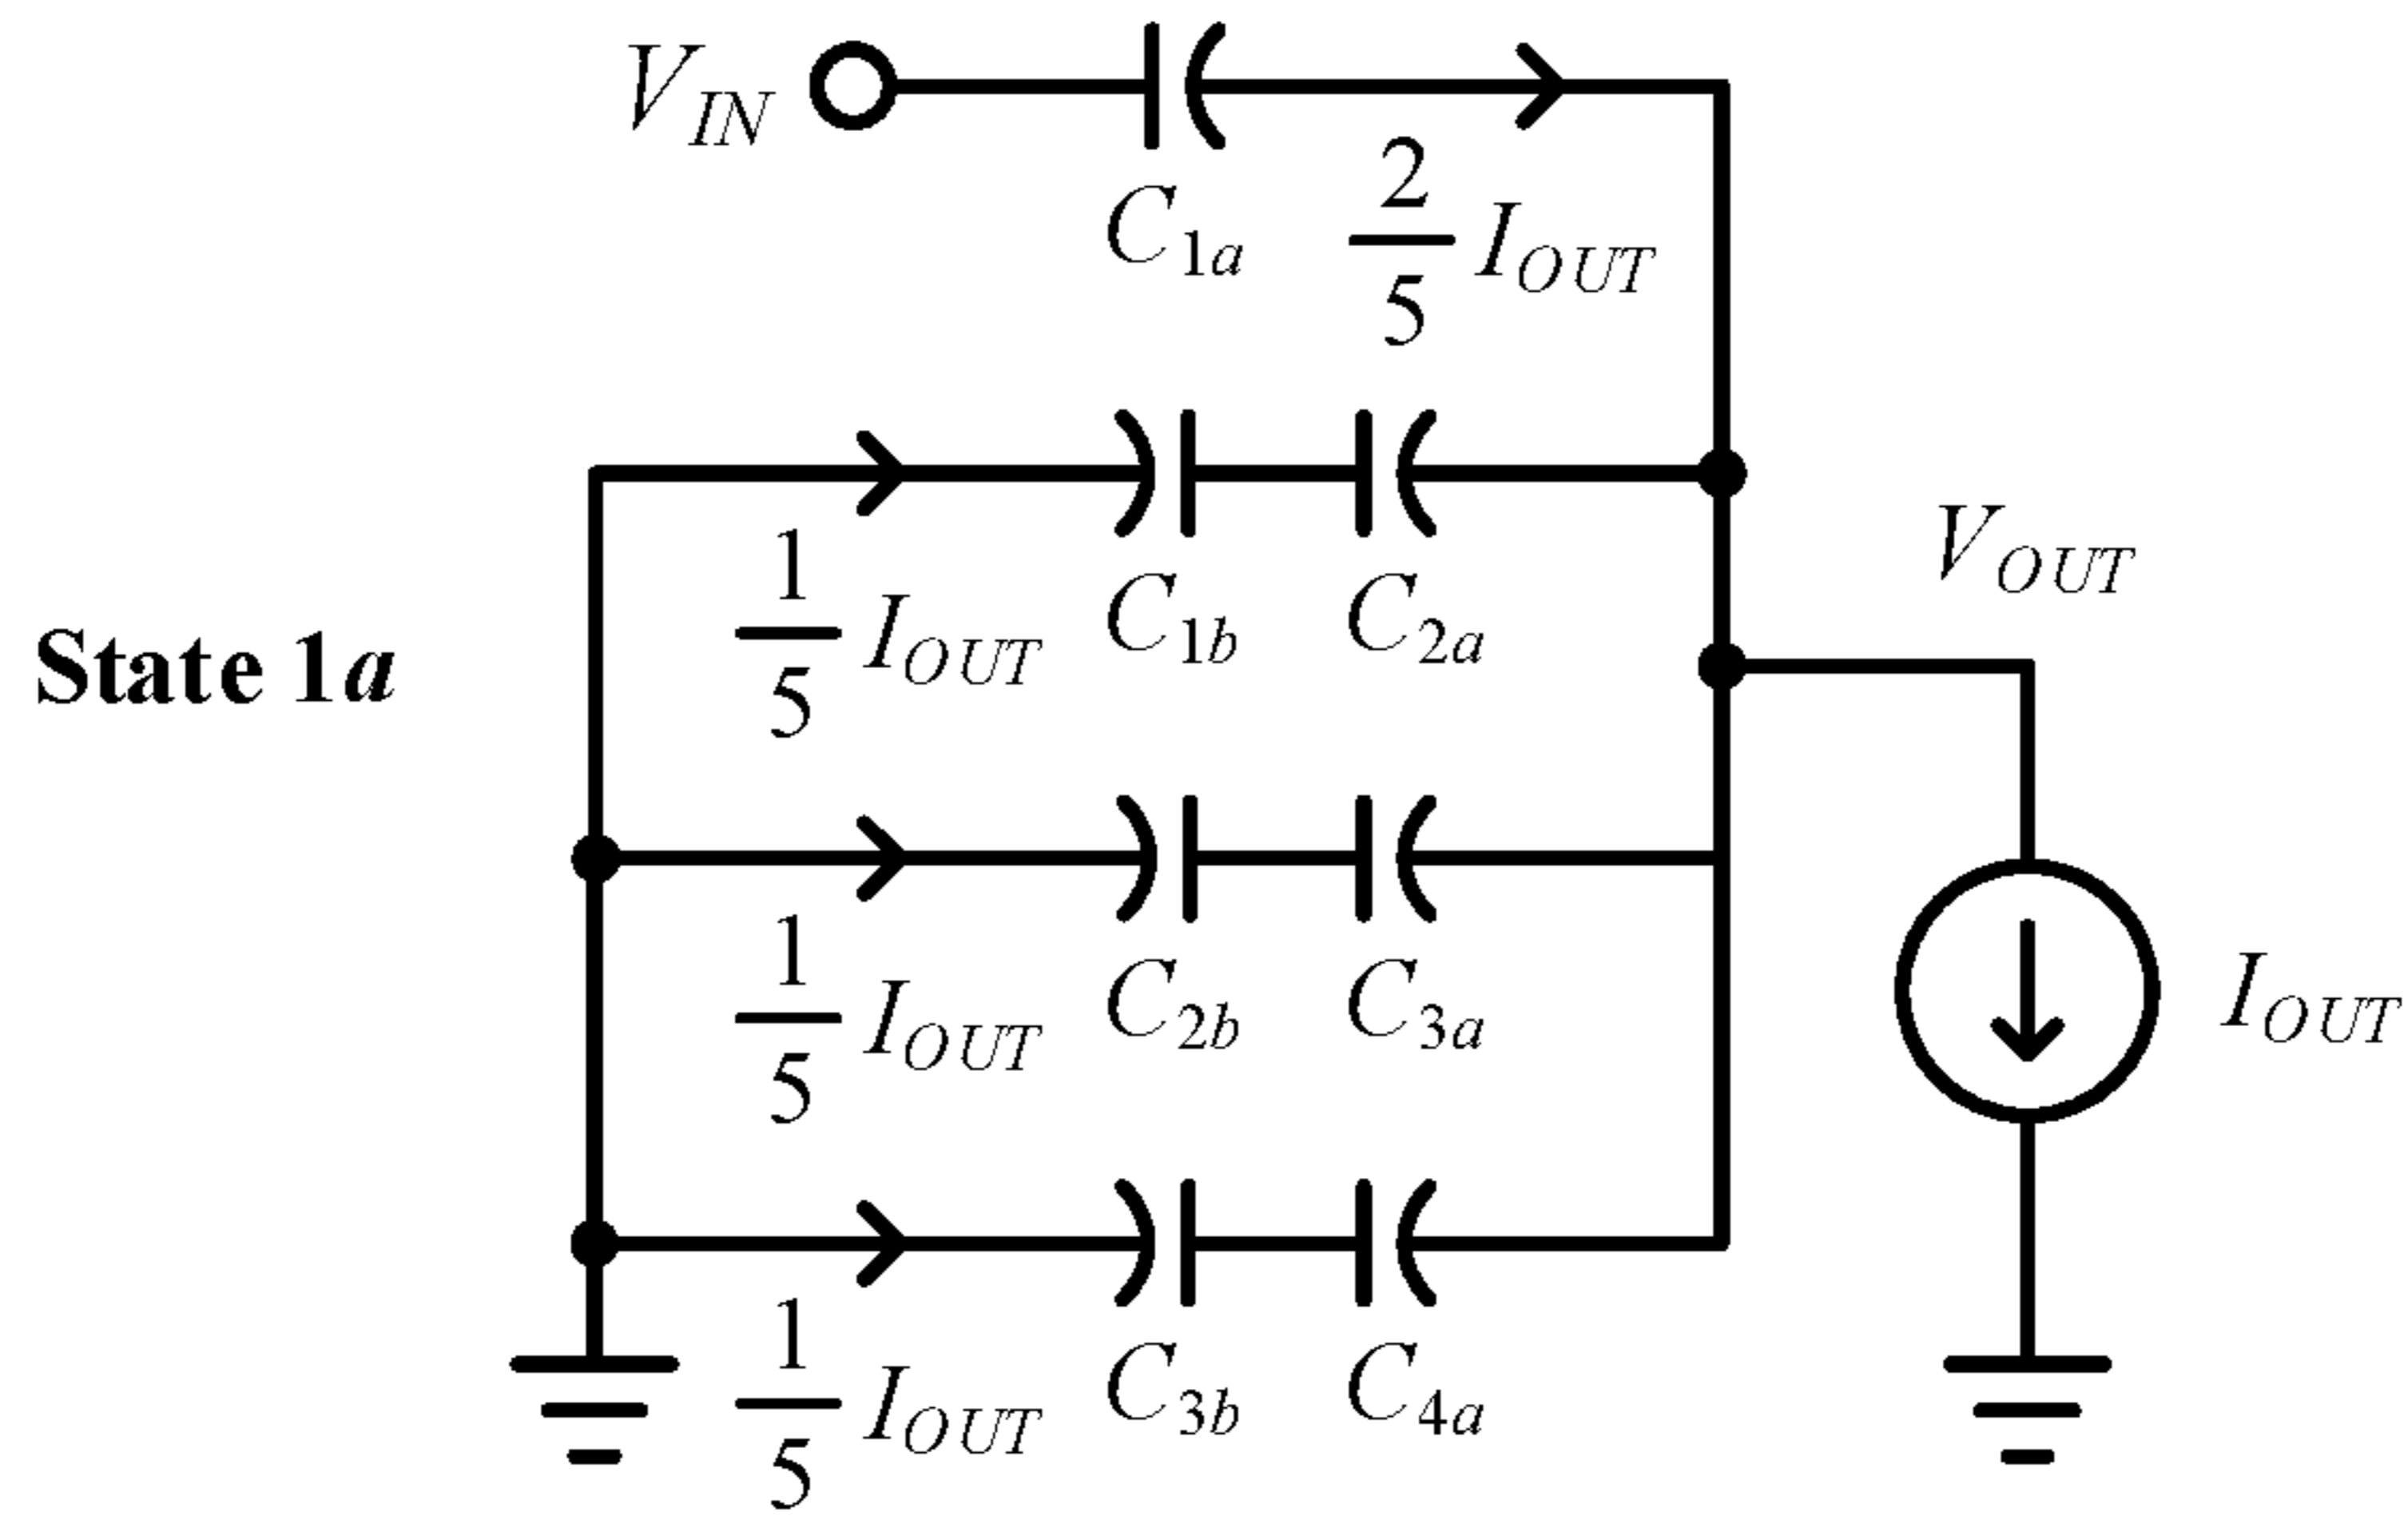 V_IN
C_1a
2/5 I_OUT
1/5 I_OUT
C_1b
C_2a
V_OUT
State 1a
1/5 I_OUT
C_2b
C_3a
I_OUT
1/5 I_OUT
C_3b
C_4a